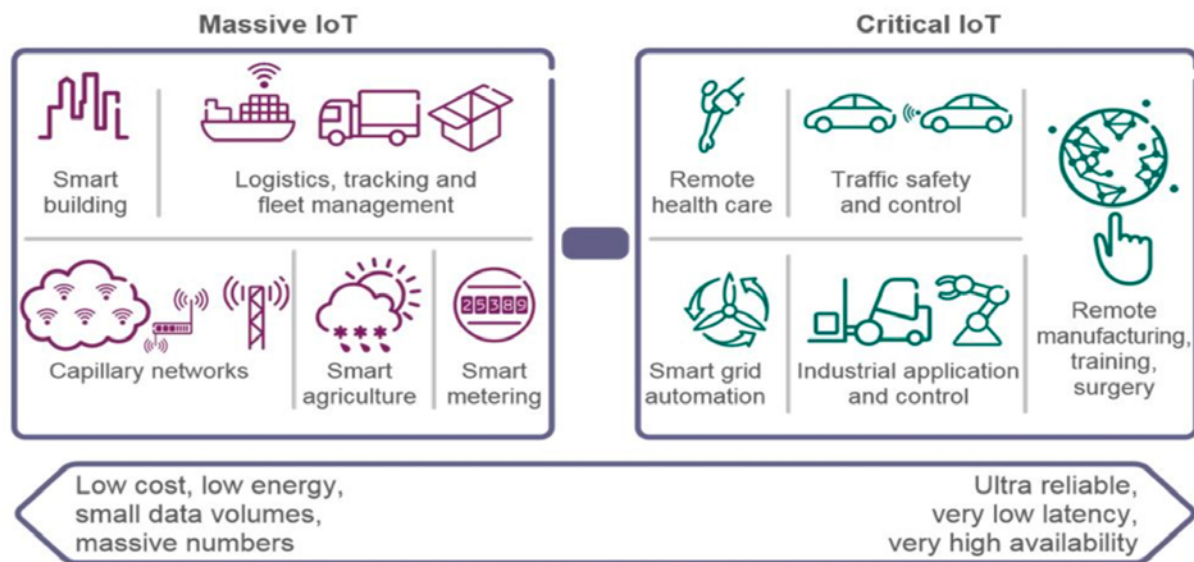 Massive IoT
Critical IoT
Smart
building
Logistics, tracking and
fleet management
Capillary networks
Smart
agriculture
25389
Smart
metering
Remote
health care
Traffic safety
and control
Smart grid
automation
Industrial application
and control
Remote
manufacturing,
training,
surgery
Low cost, low energy,
small data volumes,
massive numbers
Ultra reliable,
very low latency,
very high availability